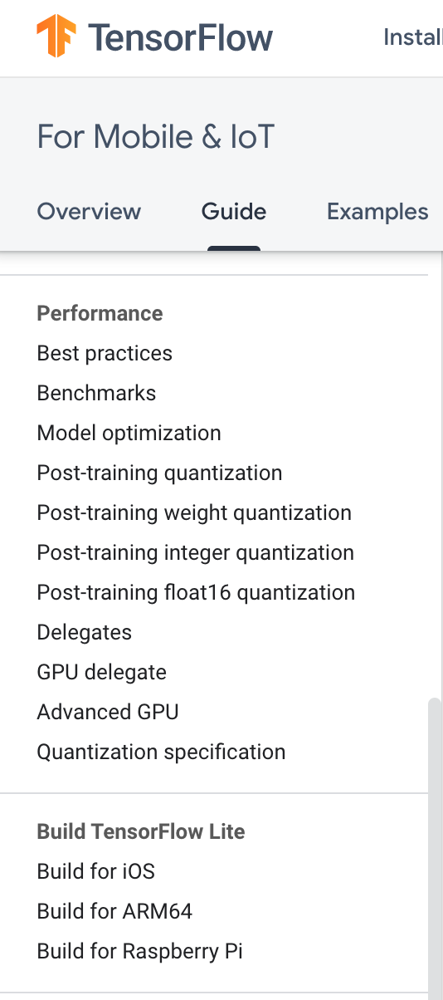 TensorFlow
Install
For Mobile & IoT
Overview Guide Examples
Performance
Best practices
Benchmarks
Model optimization
Post-training quantization
Post-training weight quantization
Post-training integer quantization
Post-training float16 quantization
Delegates
GPU delegate
Advanced GPU
Quantization specification
Build TensorFlow Lite
Build for iOS
Build for ARM64
Build for Raspberry Pi